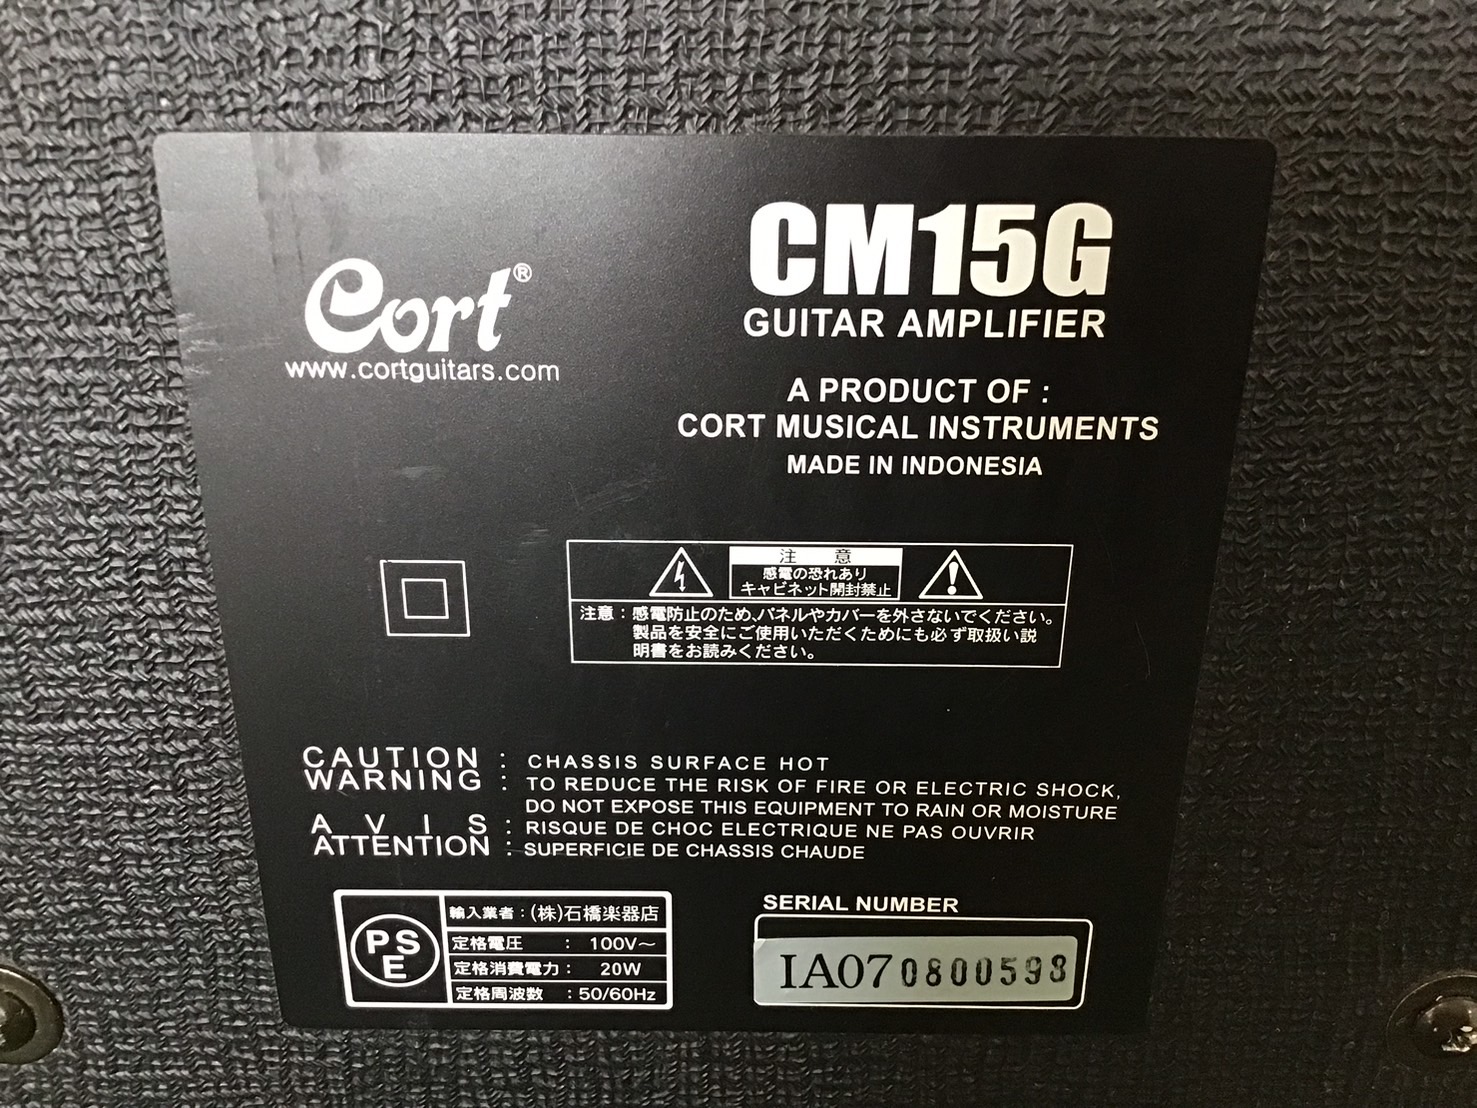 Cort®
www.cortguitars.com
CM15G
GUITAR AMPLIFIER
A PRODUCT OF :
CORT MUSICAL INSTRUMENTS
MADE IN INDONESIA
注 意
感電の恐れあり
キャビネット開封禁止
注意：感電防止のため、パネルやカバーを外さないでください。
製品を安全にご使用いただくためにも必ず取扱い説
明書をお読みください。
CAUTION : CHASSIS SURFACE HOT
WARNING : TO REDUCE THE RISK OF FIRE OR ELECTRIC SHOCK,
DO NOT EXPOSE THIS EQUIPMENT TO RAIN OR MOISTURE
AVIS : RISQUE DE CHOC ELECTRIQUE NE PAS OUVRIR
ATTENTION : SUPERFICIE DE CHASSIS CHAUDE
PS
E
輸入業者：(株)石橋楽器店
定格電圧 : 100V～
定格消費電力 : 20W
定格周波数 : 50/60Hz
SERIAL NUMBER
IA070800593